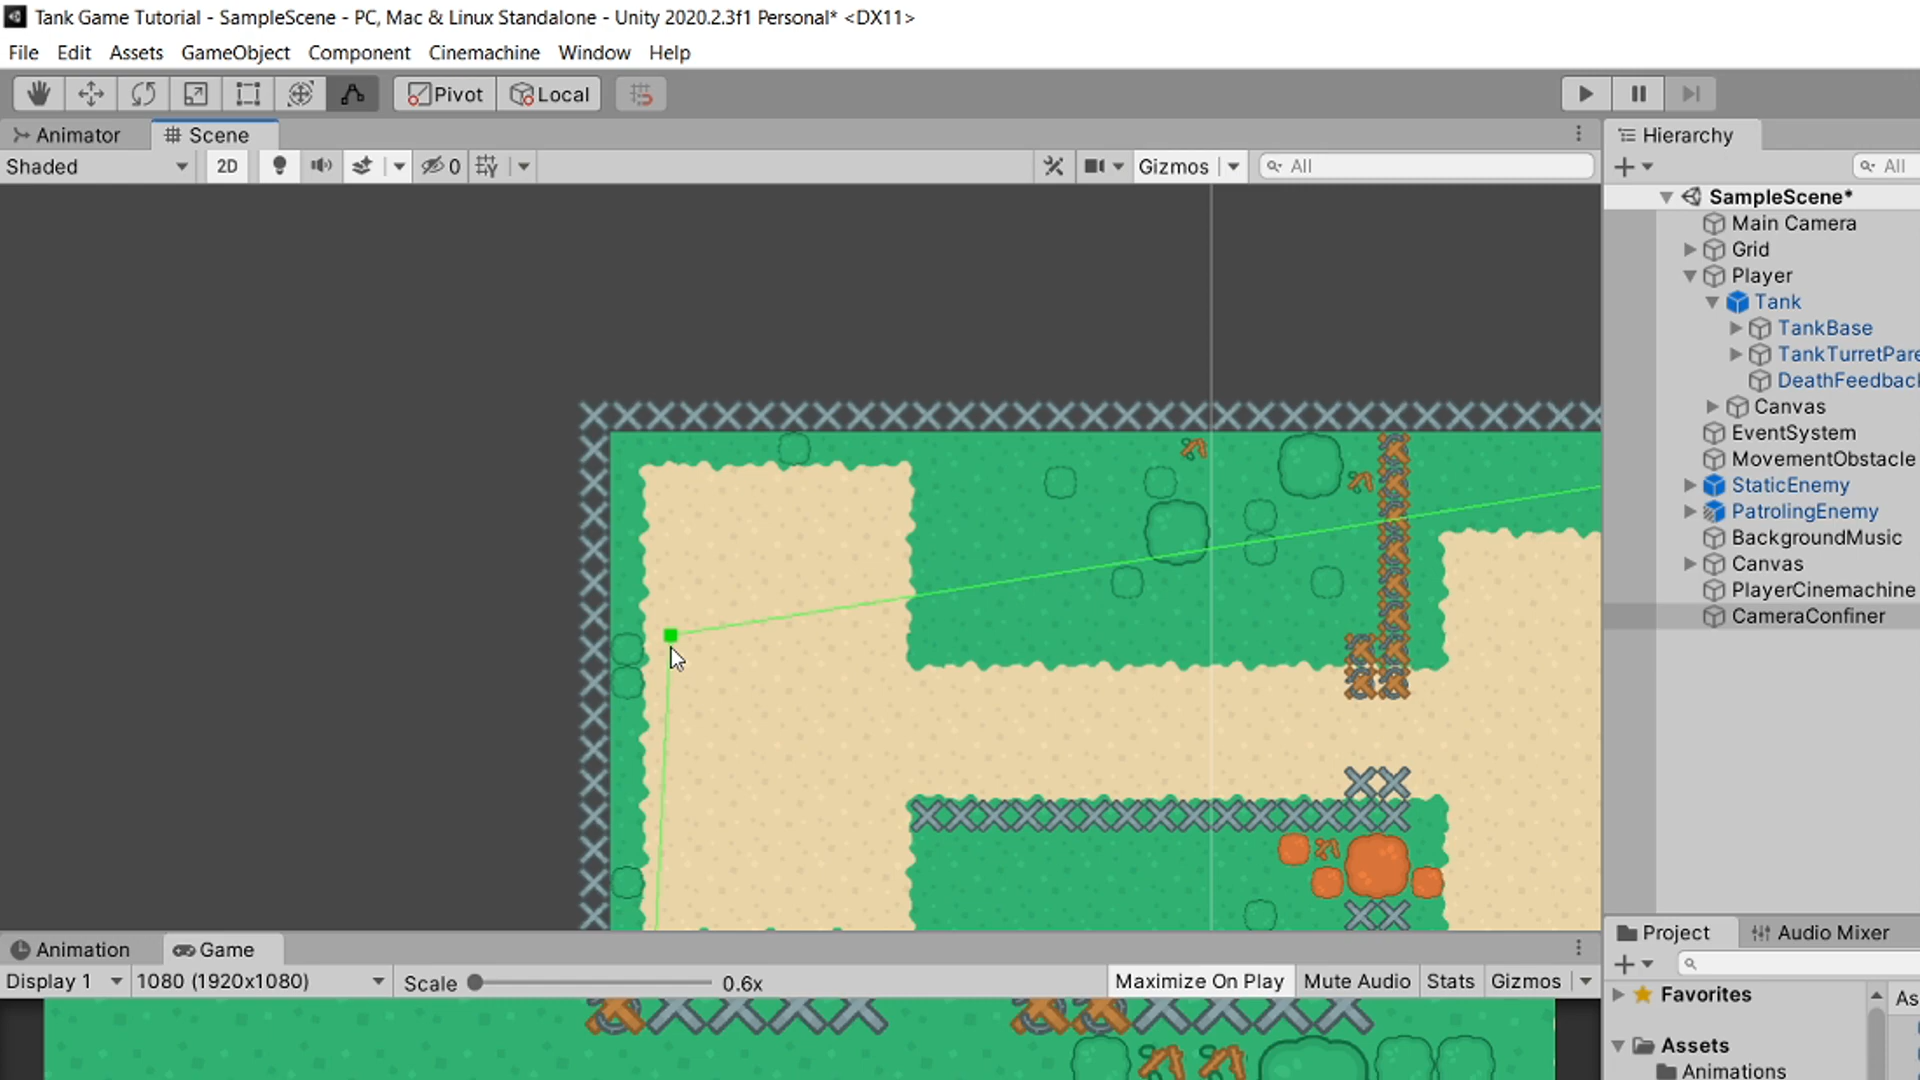 Tank Game Tutorial - SampleScene - PC, Mac & Linux Standalone - Unity 2020.2.3f1 Personal* <DX11>
File Edit Assets GameObject Component Cinemachine Window Help
Pivot Local
Animator Scene
Shaded 2D 0 Gizmos All
Hierarchy
All
SampleScene*
Main Camera
Grid
Player
Tank
TankBase
TankTurretPare
DeathFeedback
Canvas
EventSystem
MovementObstacle
StaticEnemy
PatrolingEnemy
BackgroundMusic
Canvas
PlayerCinemachine
CameraConfiner
Animation Game
Display 1 1080 (1920x1080) Scale 0.6x Maximize On Play Mute Audio Stats Gizmos
Project Audio Mixer
Favorites
As
Assets
Animations